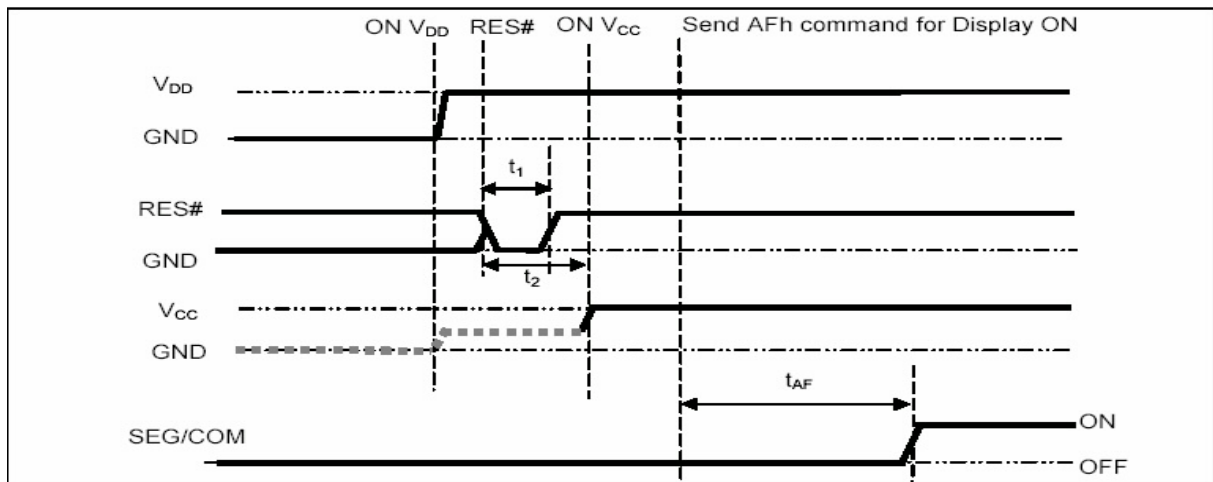 ON VDD RES# ON VCC Send AFh command for Display ON
VDD
GND
t1
RES#
GND
t2
VCC
GND
tAF
SEG/COM
ON
OFF